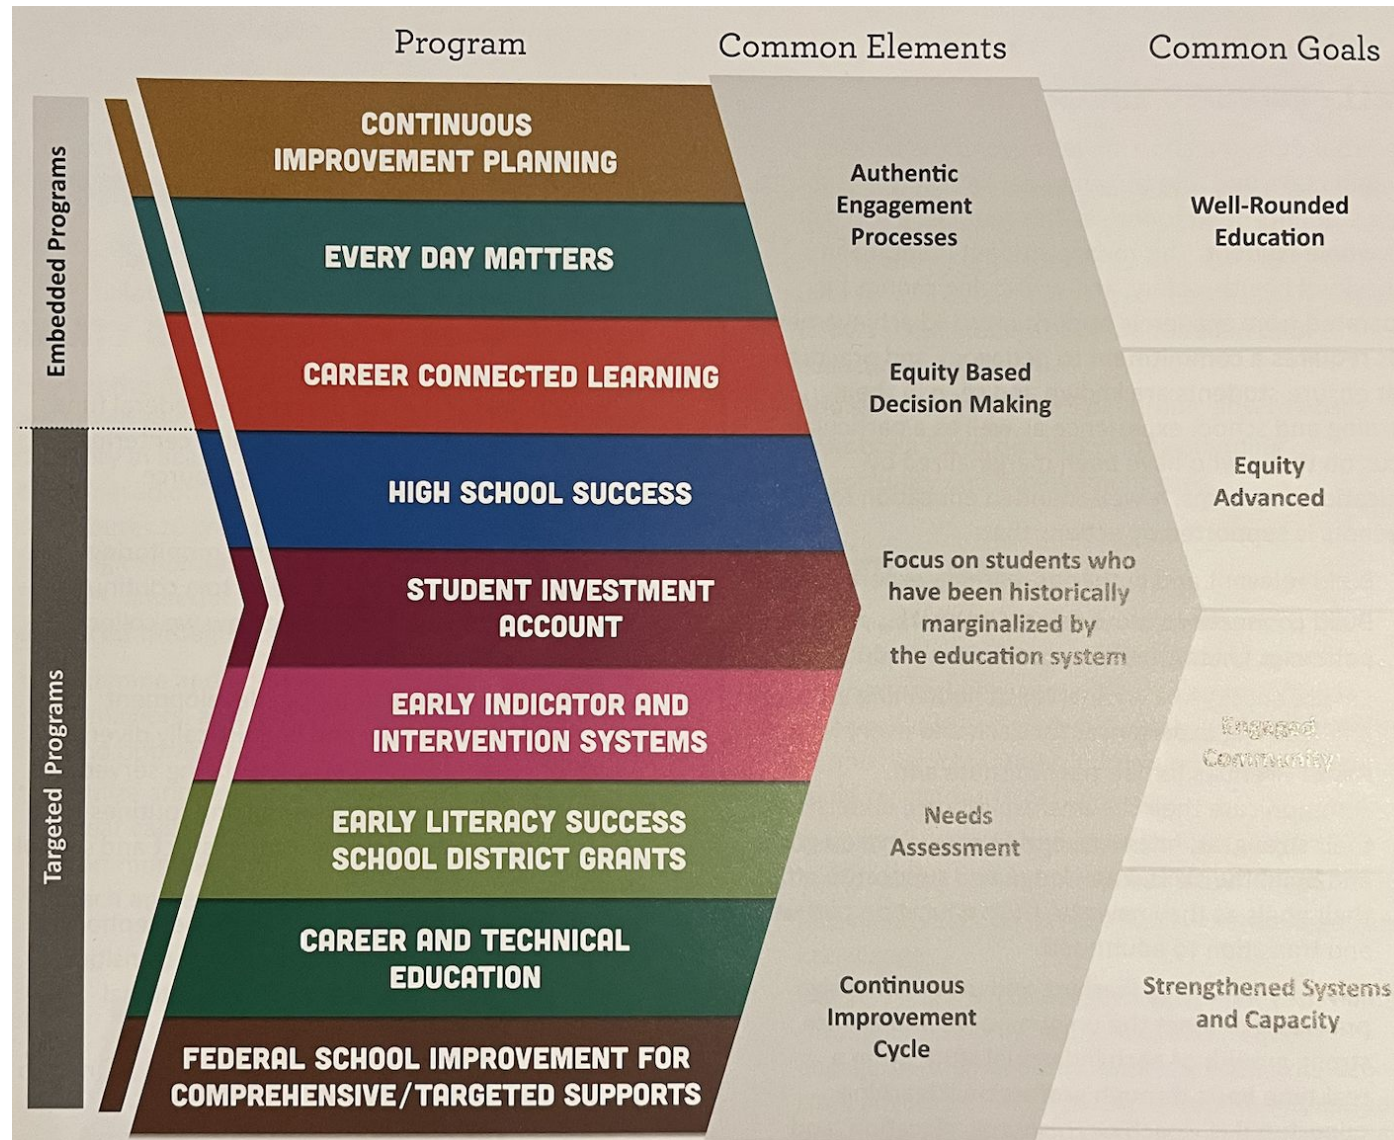 Program
Common Elements
Common Goals
Embedded Programs
Targeted Programs
CONTINUOUS
IMPROVEMENT PLANNING
EVERY DAY MATTERS
CAREER CONNECTED LEARNING
HIGH SCHOOL SUCCESS
STUDENT INVESTMENT
ACCOUNT
EARLY INDICATOR AND
INTERVENTION SYSTEMS
EARLY LITERACY SUCCESS
SCHOOL DISTRICT GRANTS
CAREER AND TECHNICAL
EDUCATION
FEDERAL SCHOOL IMPROVEMENT FOR
COMPREHENSIVE/TARGETED SUPPORTS
Authentic
Engagement
Processes
Equity Based
Decision Making
Focus on students who
have been historically
marginalized by
the education system
Needs
Assessment
Continuous
Improvement
Cycle
Well-Rounded
Education
Equity
Advanced
Engaged
Community
Strengthened Systems
and Capacity